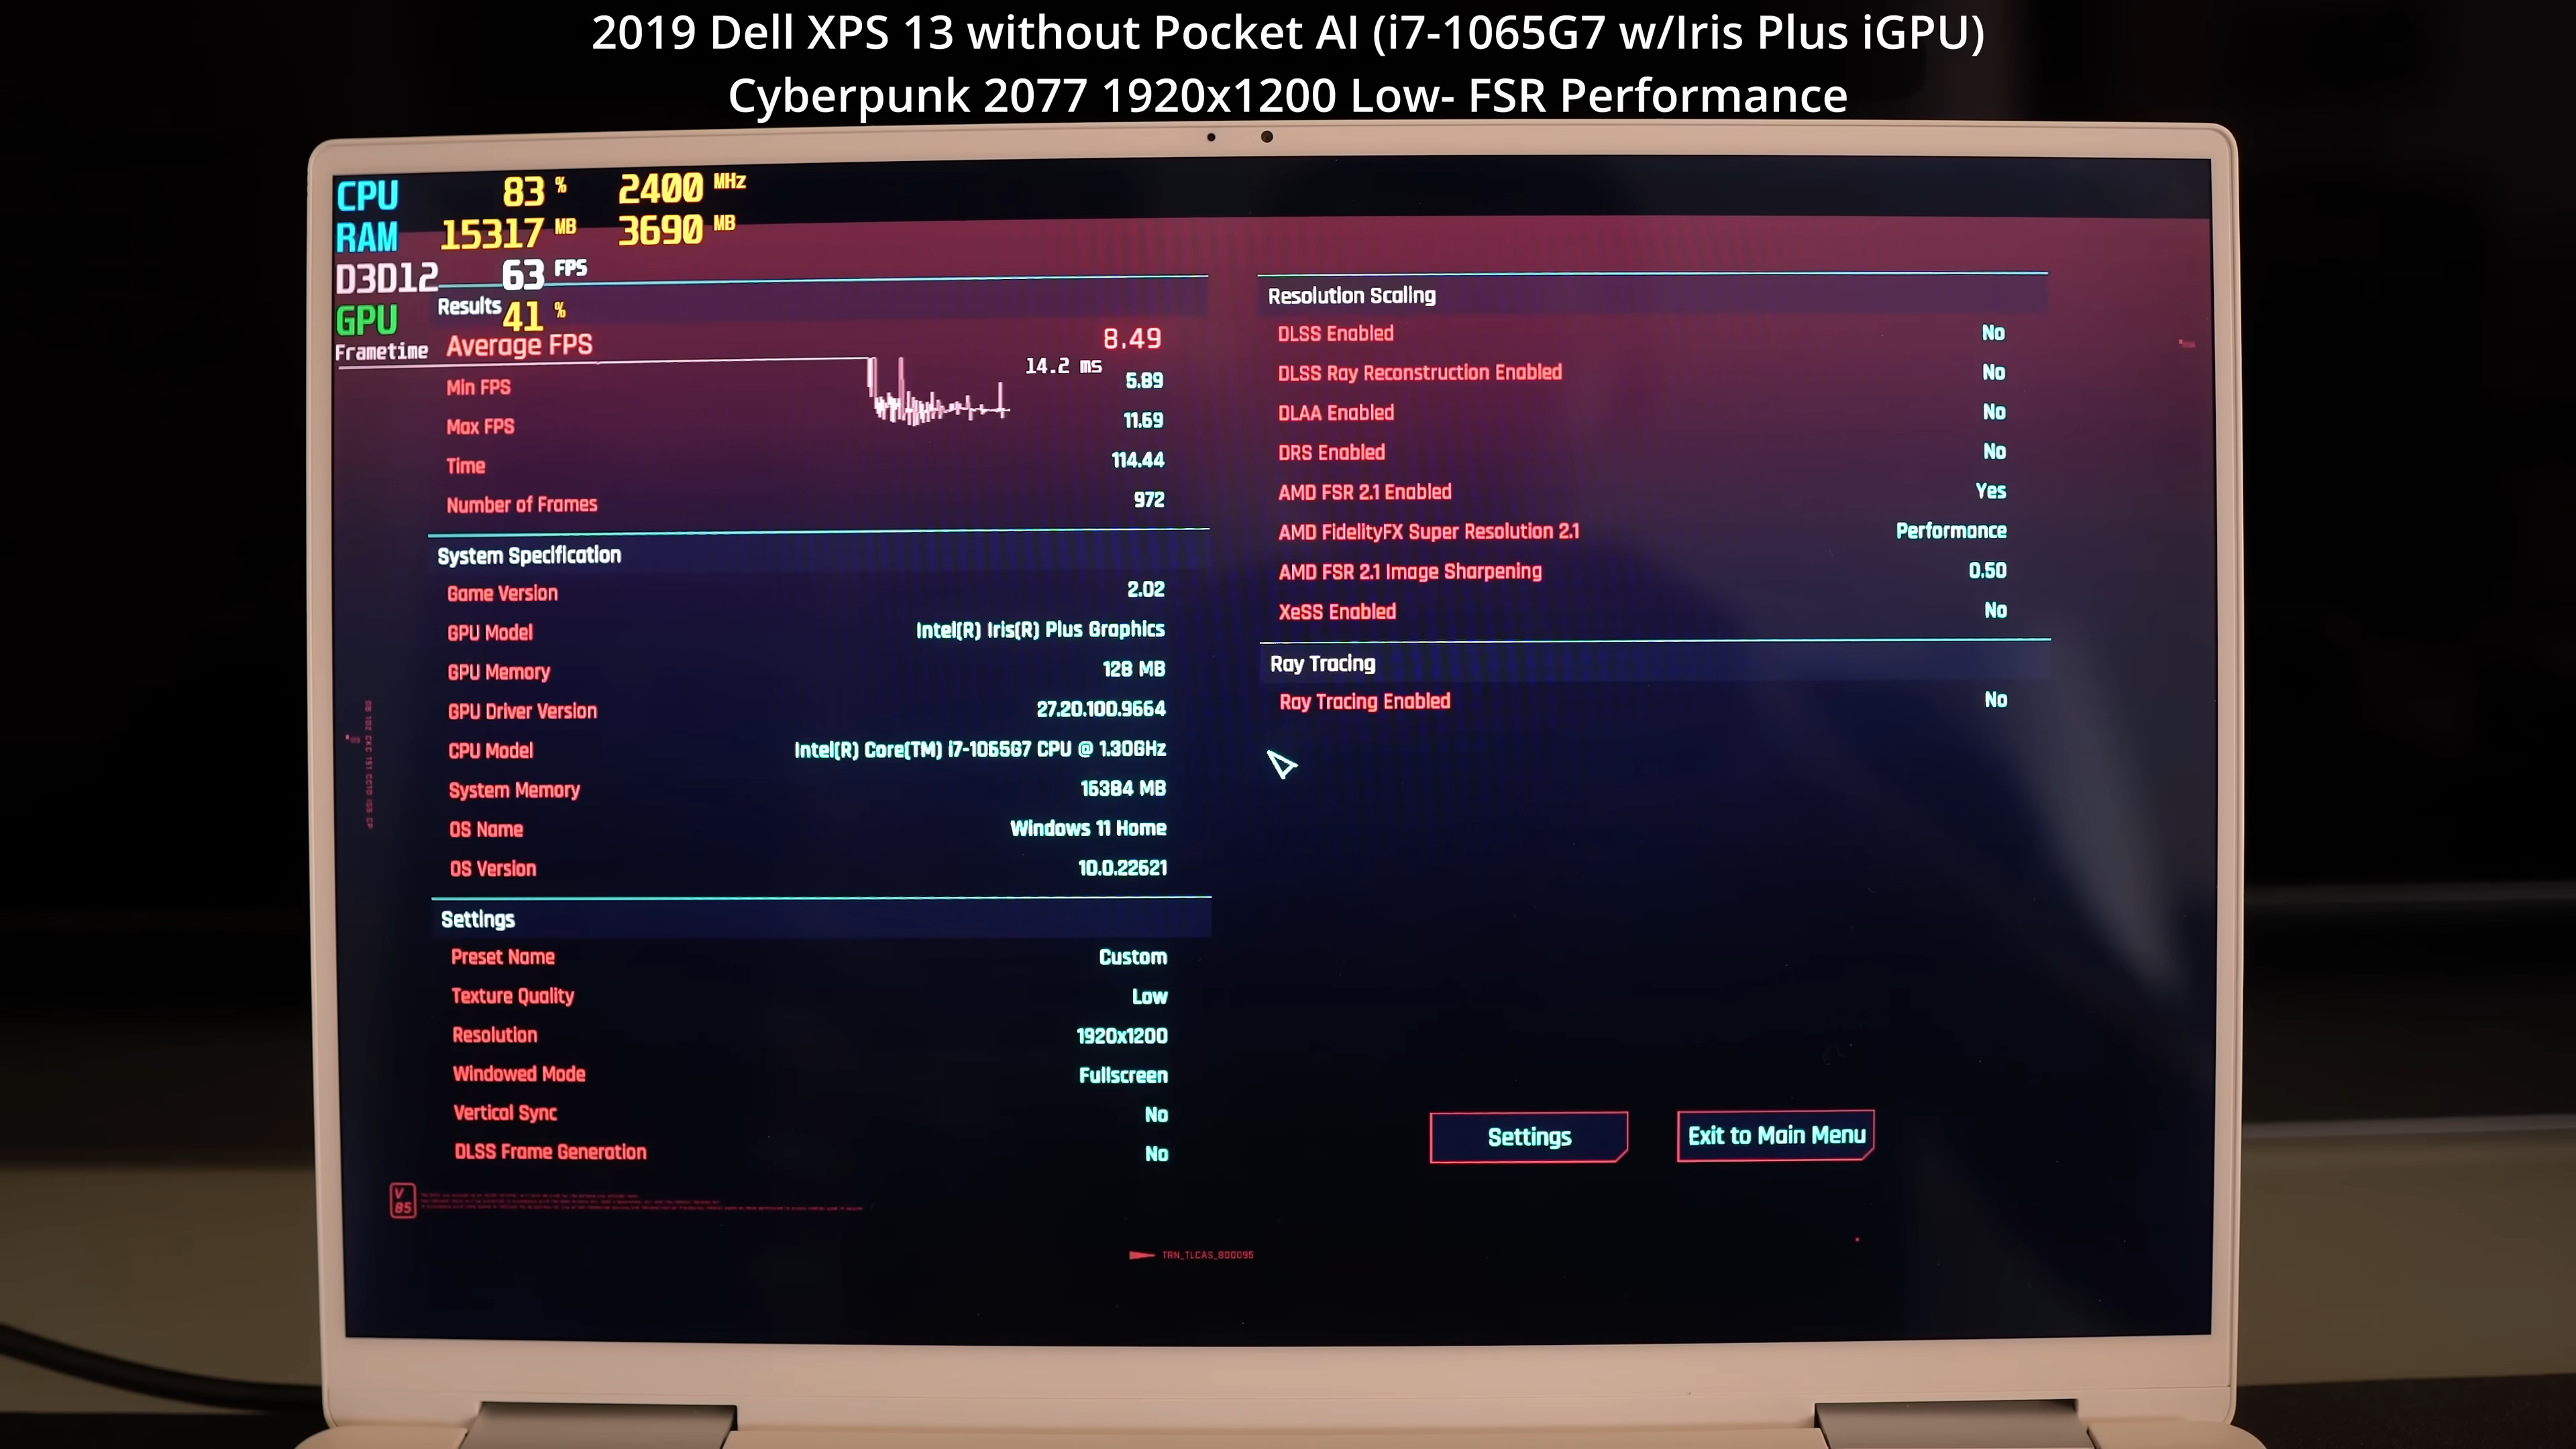 2019 Dell XPS 13 without Pocket AI (i7-1065G7 w/Iris Plus iGPU)
Cyberpunk 2077 1920x1200 Low- FSR Performance
CPU 83 % 2400 MHz
RAM 15317 MB 3690 MB
D3D12 63 FPS
GPU 41 %
Frametime 14.2 ms
Results
Average FPS 8.49
Min FPS 5.89
Max FPS 11.69
Time 114.44
Number of Frames 972
System Specification
Game Version 2.02
GPU Model Intel(R) Iris(R) Plus Graphics
GPU Memory 128 MB
GPU Driver Version 27.20.100.9664
CPU Model Intel(R) Core(TM) i7-1065G7 CPU @ 1.30GHz
System Memory 16384 MB
OS Name Windows 11 Home
OS Version 10.0.22621
Settings
Preset Name Custom
Texture Quality Low
Resolution 1920x1200
Windowed Mode Fullscreen
Vertical Sync No
DLSS Frame Generation No
Resolution Scaling
DLSS Enabled No
DLSS Ray Reconstruction Enabled No
DLAA Enabled No
DRS Enabled No
AMD FSR 2.1 Enabled Yes
AMD FidelityFX Super Resolution 2.1 Performance
AMD FSR 2.1 Image Sharpening 0.50
XeSS Enabled No
Ray Tracing
Ray Tracing Enabled No
Settings
Exit to Main Menu
V
85
TRN_TLCAS_800095